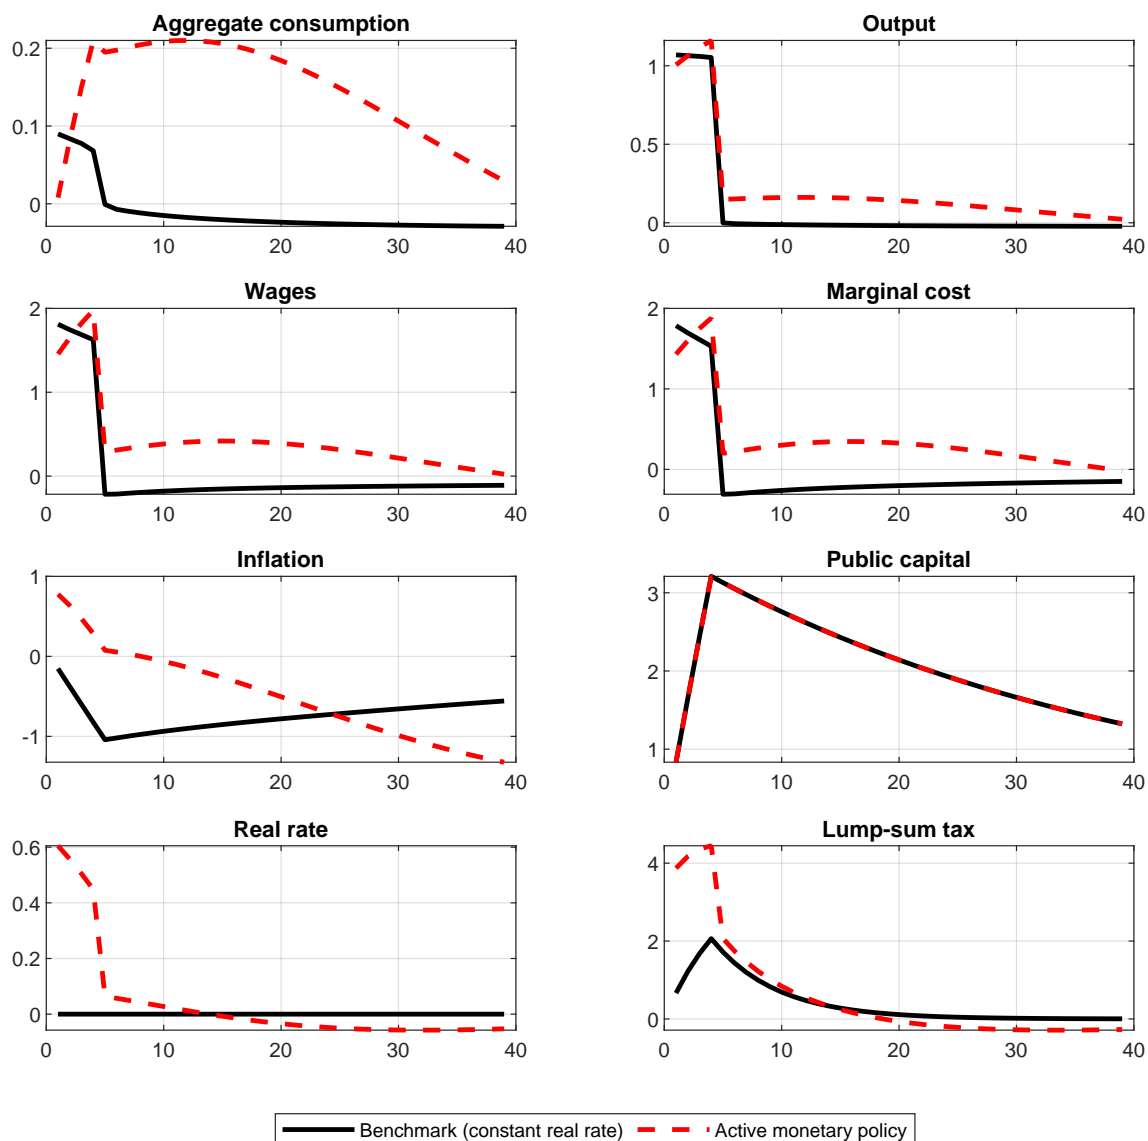 Aggregate consumption
0.2
0.1
0
0 10 20 30 40
Output
1
0.5
0
0 10 20 30 40
Wages
2
1
0
0 10 20 30 40
Marginal cost
2
1
0
0 10 20 30 40
Inflation
1
0
-1
0 10 20 30 40
Public capital
3
2
1
0 10 20 30 40
Real rate
0.6
0.4
0.2
0
0 10 20 30 40
Lump-sum tax
4
2
0
0 10 20 30 40
Benchmark (constant real rate) Active monetary policy